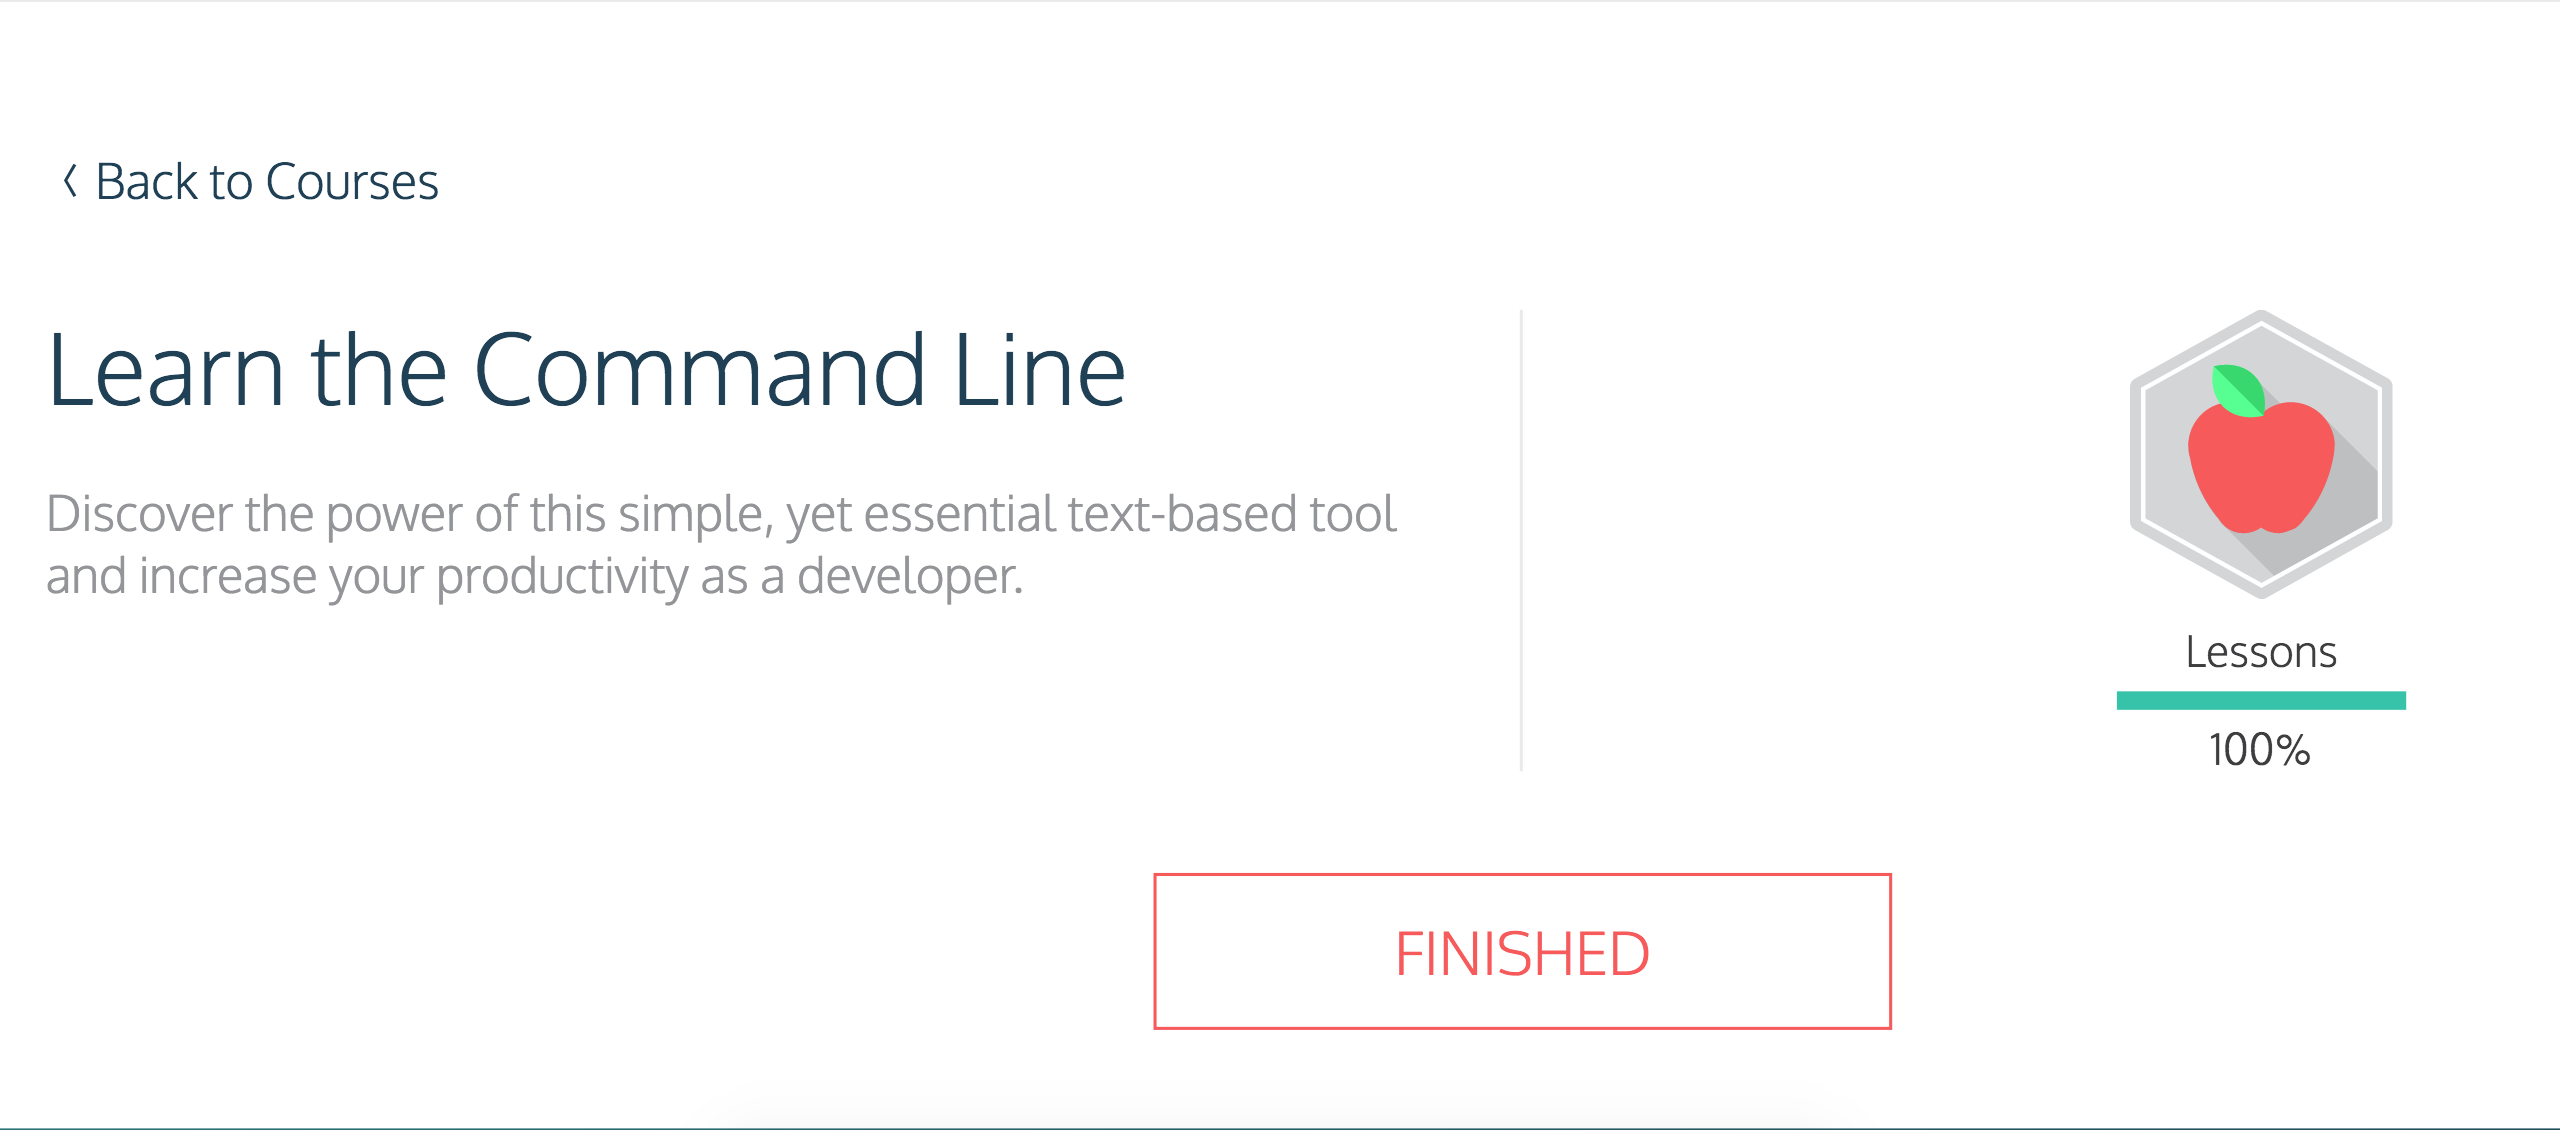 Back to Courses
Learn the Command Line
Discover the power of this simple, yet essential text-based tool
and increase your productivity as a developer.
Lessons
100%
FINISHED